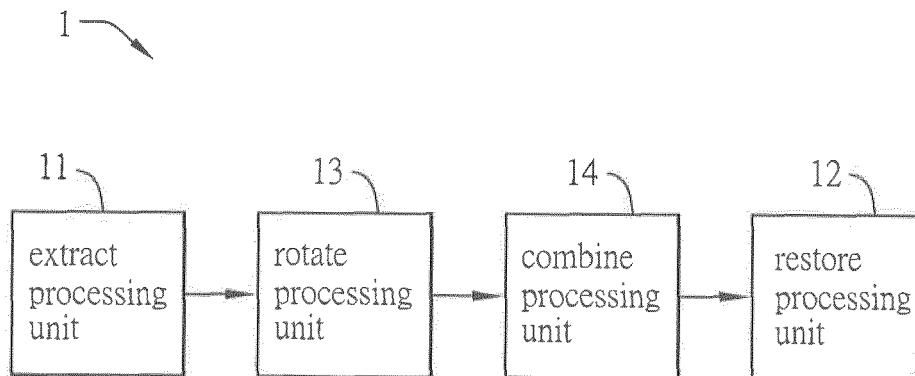 1
11
13
14
12
extract
processing
unit
rotate
processing
unit
combine
processing
unit
restore
processing
unit